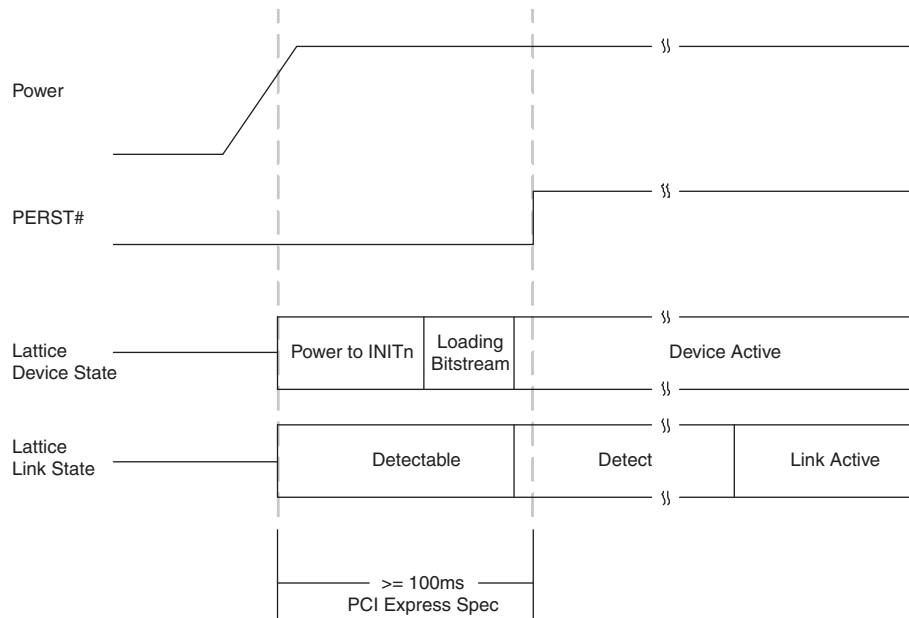 Power
PERST#
Lattice
Device State
Power to INITn
Loading
Bitstream
Device Active
Lattice
Link State
Detectable
Detect
Link Active
>= 100ms
PCI Express Spec